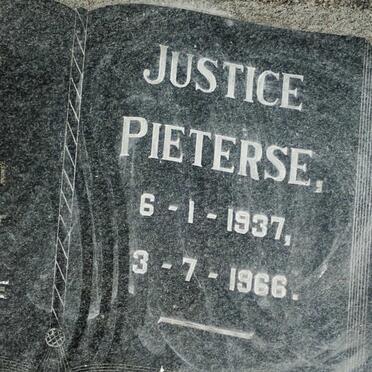 JUSTICE
PIETERSE,
6 - 1 - 1937,
3 - 7 - 1966.